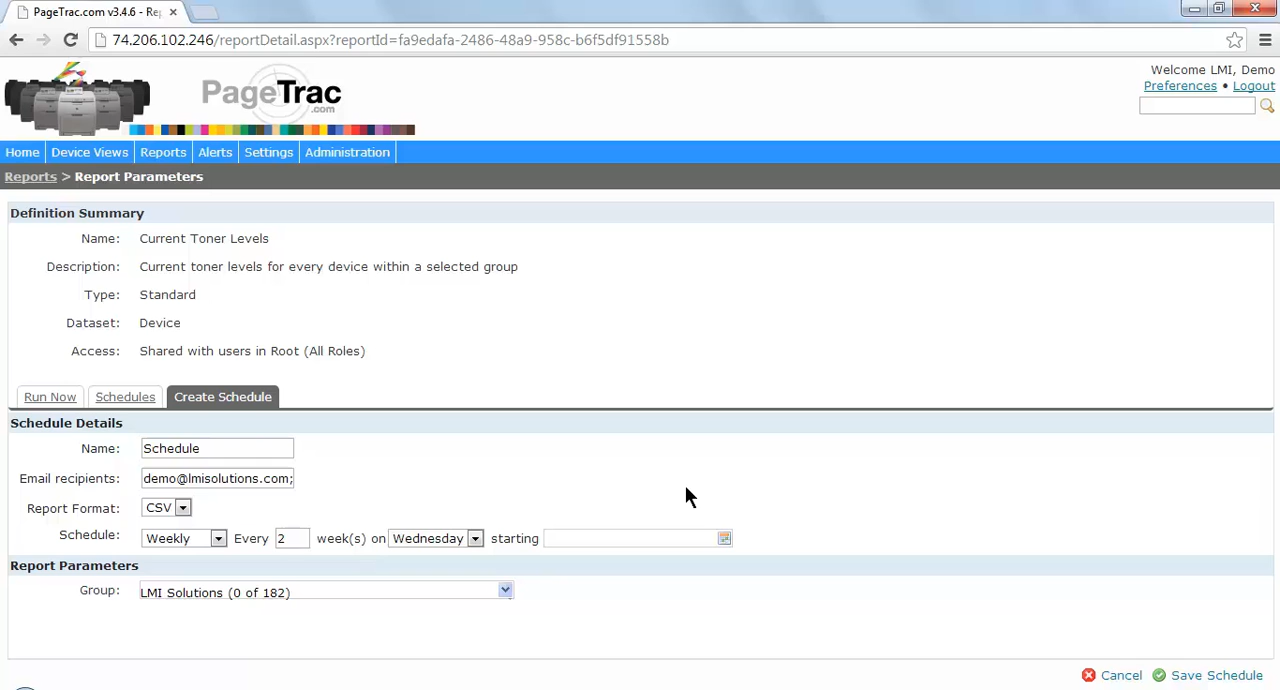 PageTrac.com v3.4.6 - Re
74.206.102.246/reportDetail.aspx?reportId=fa9edafa-2486-48a9-958c-b6f5df91558b
Welcome LMI, Demo
Preferences • Logout
PageTrac.com
Home Device Views Reports Alerts Settings Administration
Reports > Report Parameters
Definition Summary
Name: Current Toner Levels
Description: Current toner levels for every device within a selected group
Type: Standard
Dataset: Device
Access: Shared with users in Root (All Roles)
Run Now Schedules Create Schedule
Schedule Details
Name: Schedule
Email recipients: demo@lmisolutions.com;
Report Format: CSV
Schedule: Weekly Every 2 week(s) on Wednesday starting
Report Parameters
Group: LMI Solutions (0 of 182)
Cancel Save Schedule